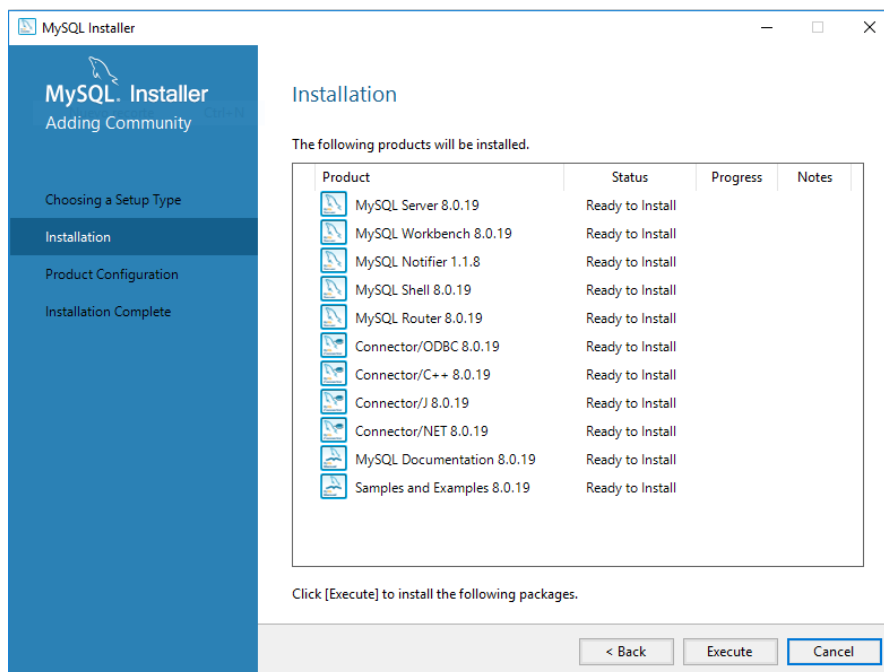 MySQL Installer
MySQL. Installer
Adding Community
Ctrl+N
Choosing a Setup Type
Installation
Product Configuration
Installation Complete
Installation
The following products will be installed.
Product Status Progress Notes
MySQL Server 8.0.19 Ready to Install
MySQL Workbench 8.0.19 Ready to Install
MySQL Notifier 1.1.8 Ready to Install
MySQL Shell 8.0.19 Ready to Install
MySQL Router 8.0.19 Ready to Install
Connector/ODBC 8.0.19 Ready to Install
Connector/C++ 8.0.19 Ready to Install
Connector/J 8.0.19 Ready to Install
Connector/NET 8.0.19 Ready to Install
MySQL Documentation 8.0.19 Ready to Install
Samples and Examples 8.0.19 Ready to Install
Click [Execute] to install the following packages.
< Back Execute Cancel